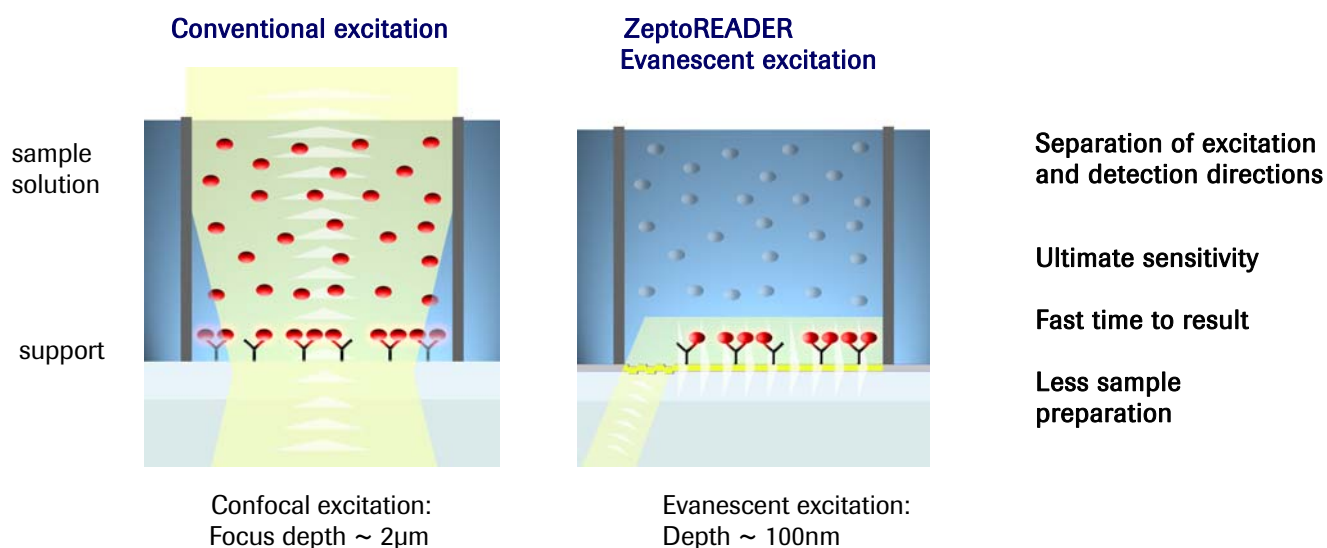 Conventional excitation
ZeptoREADER
Evanescent excitation
sample
solution
support
Separation of excitation
and detection directions
Ultimate sensitivity
Fast time to result
Less sample
preparation
Confocal excitation:
Focus depth ~ 2µm
Evanescent excitation:
Depth ~ 100nm